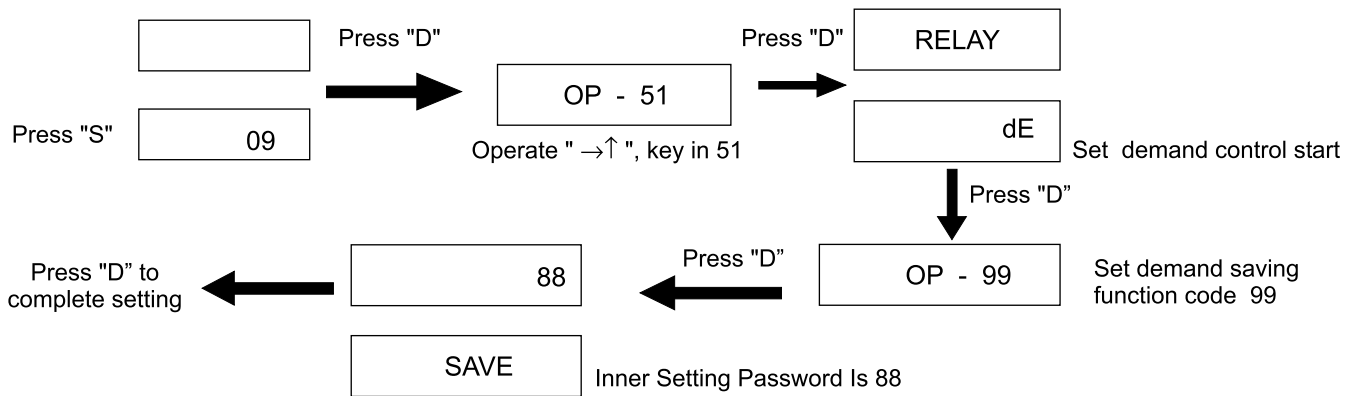 Press "D"
Press "S"
09
OP - 51
Operate " →↑ ", key in 51
Press "D"
RELAY
dE
Set demand control start
Press "D”
OP - 99
Set demand saving
function code 99
Press "D”
88
SAVE
Inner Setting Password Is 88
Press "D” to
complete setting